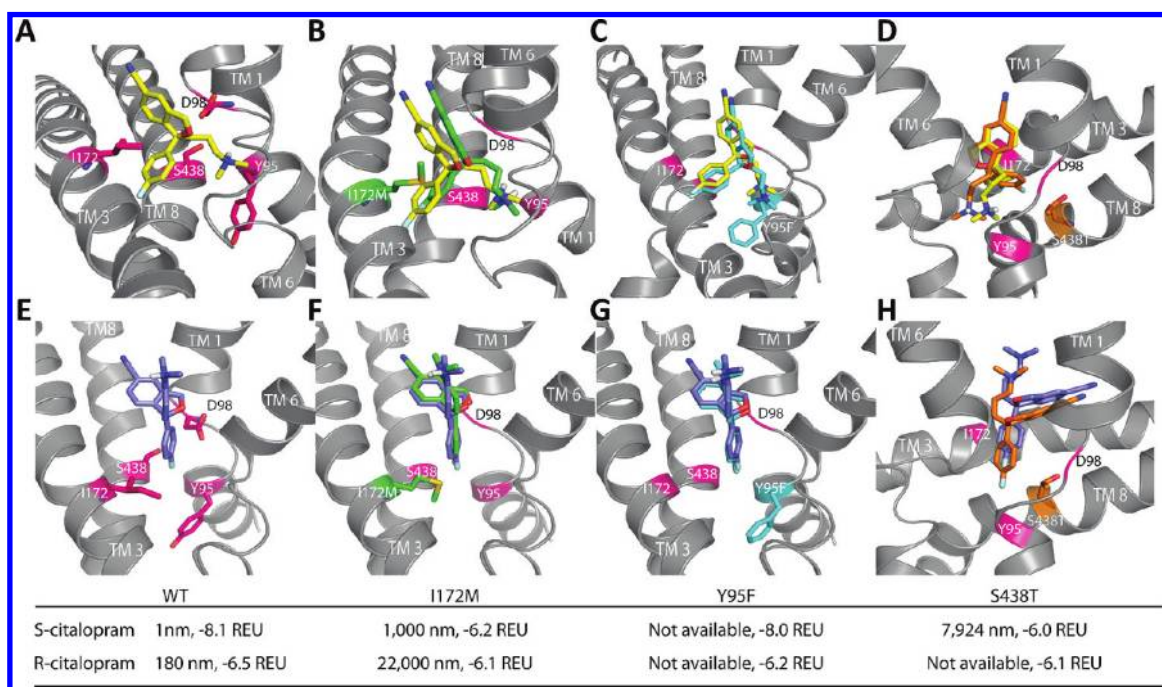 A
TM 1
D98
I172
S438
Y95
TM 3
TM 8
TM 6
B
TM 6
TM 8
D98
I172M
S438
Y95
TM 3
TM 1
C
TM 1
TM 8
TM 6
I172
D98
Y95F
TM 3
D
TM 1
TM 6
TM 3
I172
D98
TM 8
Y95
S438T
E
TM8
TM 1
D98
TM 6
S438
I172
Y95
TM 3
F
TM 8
TM 1
TM 6
D98
S438
I172M
Y95
TM 3
G
TM 8
TM 1
TM 6
D98
I172
S438
Y95F
TM 3
H
TM 6
TM 1
I172
TM 3
D98
TM 8
Y95
S438T
WT I172M Y95F S438T
S-citalopram 1nm, -8.1 REU 1,000 nm, -6.2 REU Not available, -8.0 REU 7,924 nm, -6.0 REU
R-citalopram 180 nm, -6.5 REU 22,000 nm, -6.1 REU Not available, -6.2 REU Not available, -6.1 REU